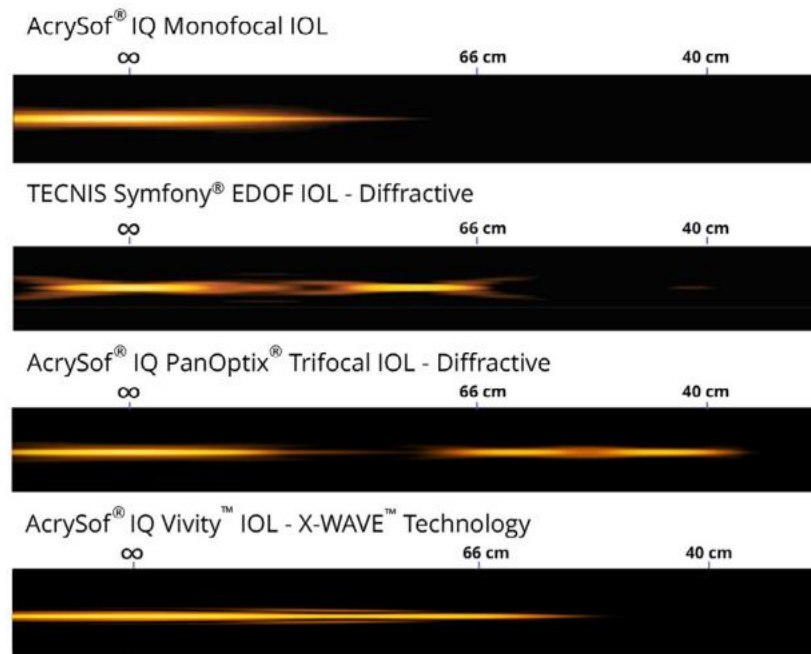 AcrySof® IQ Monofocal IOL
∞ 66 cm 40 cm
TECNIS Symfony® EDOF IOL - Diffractive
∞ 66 cm 40 cm
AcrySof® IQ PanOptix® Trifocal IOL - Diffractive
∞ 66 cm 40 cm
AcrySof® IQ Vivity™ IOL - X-WAVE™ Technology
∞ 66 cm 40 cm